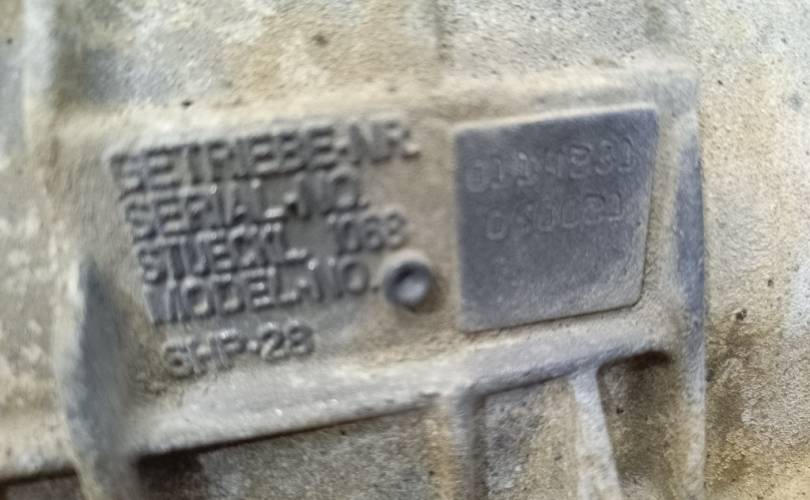 GETRIEBE-NR.
SERIAL-NO.
STUECKL. 1068
MODEL-NO.
6HP-28